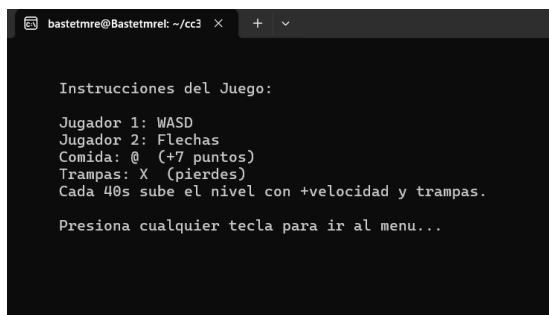 bastetmre@Bastetmrel: ~/cc3
Instrucciones del Juego:
Jugador 1: WASD
Jugador 2: Flechas
Comida: @  (+7 puntos)
Trampas: X  (pierdes)
Cada 40s sube el nivel con +velocidad y trampas.
Presiona cualquier tecla para ir al menu...